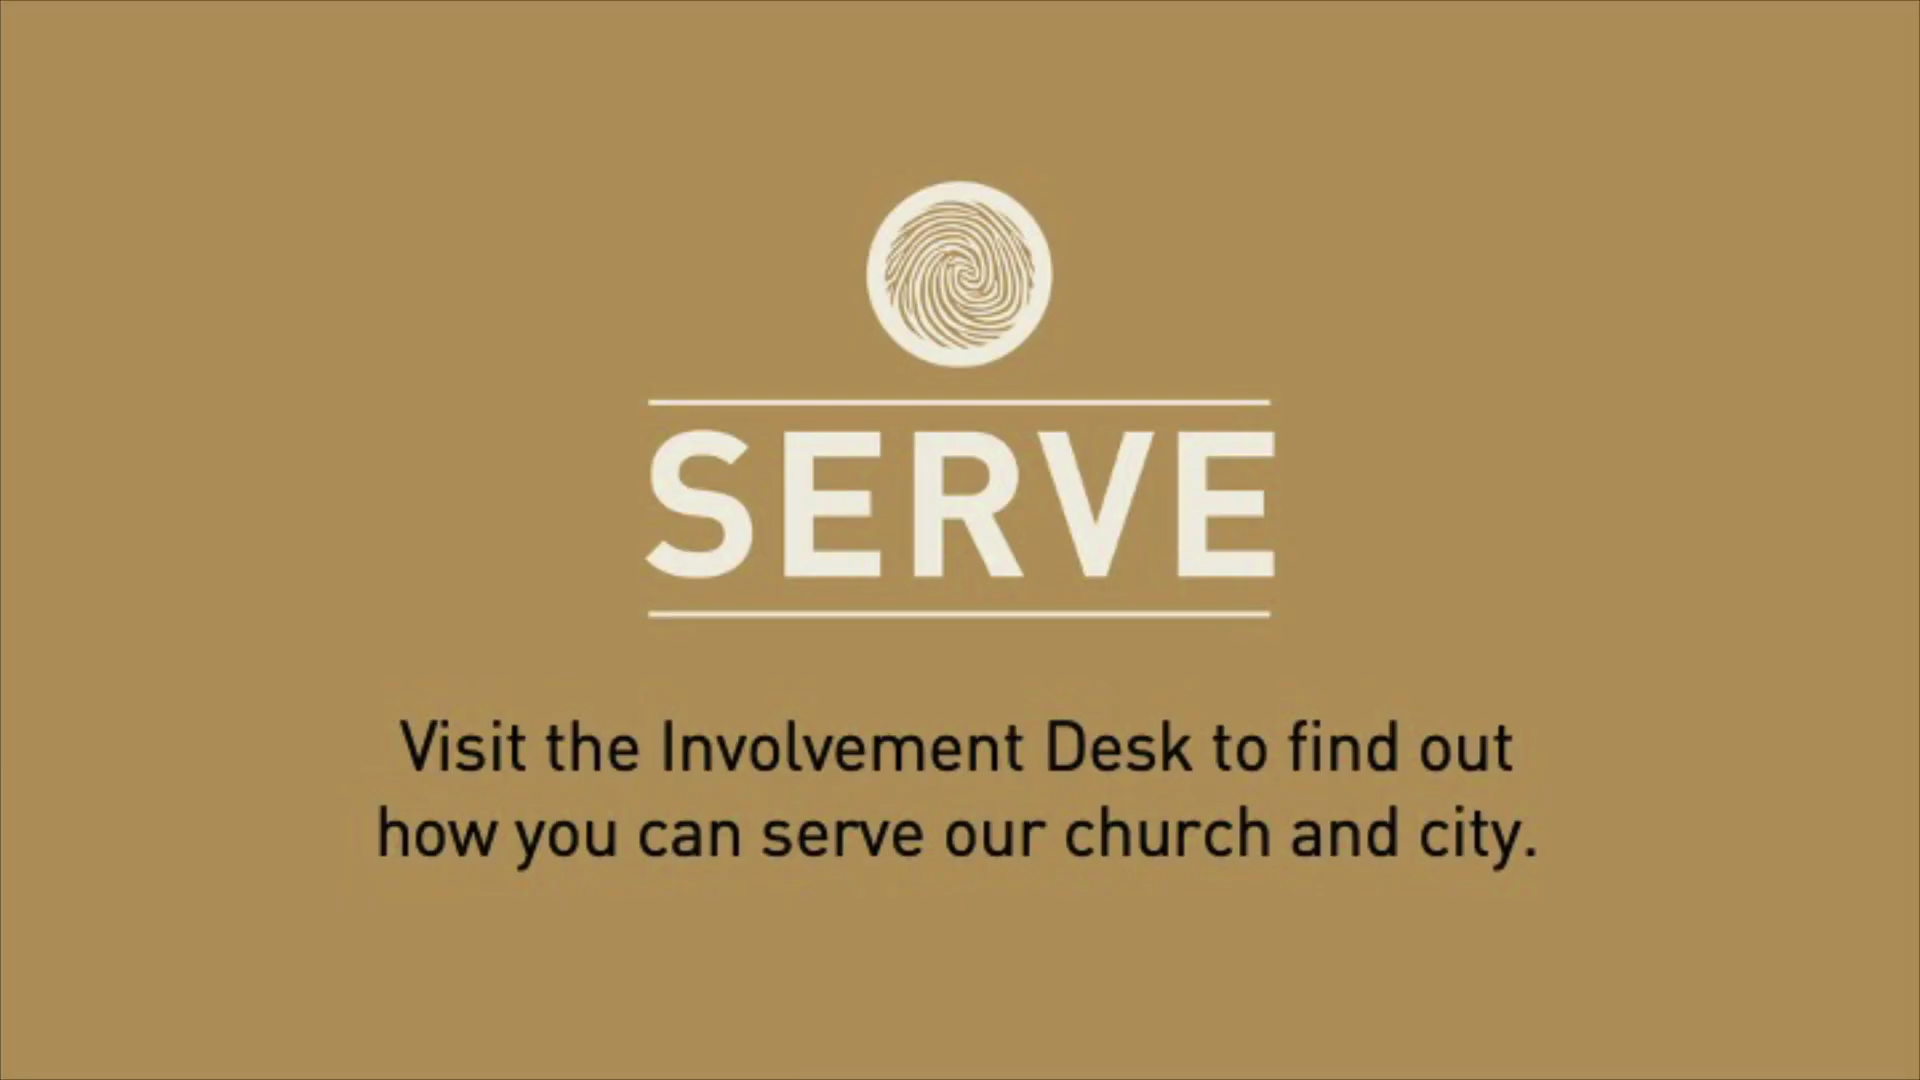 SERVE
Visit the Involvement Desk to find out
how you can serve our church and city.